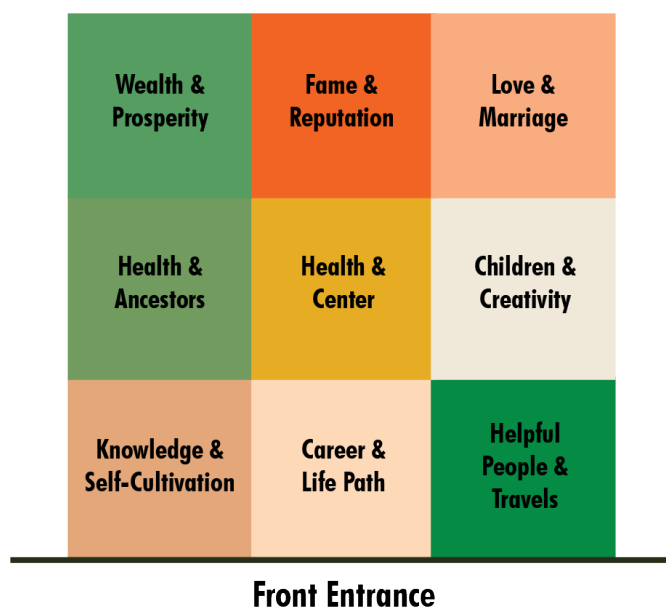 Wealth &
Prosperity
Fame &
Reputation
Love &
Marriage
Health &
Ancestors
Health &
Center
Children &
Creativity
Knowledge &
Self-Cultivation
Career &
Life Path
Helpful
People &
Travels
Front Entrance